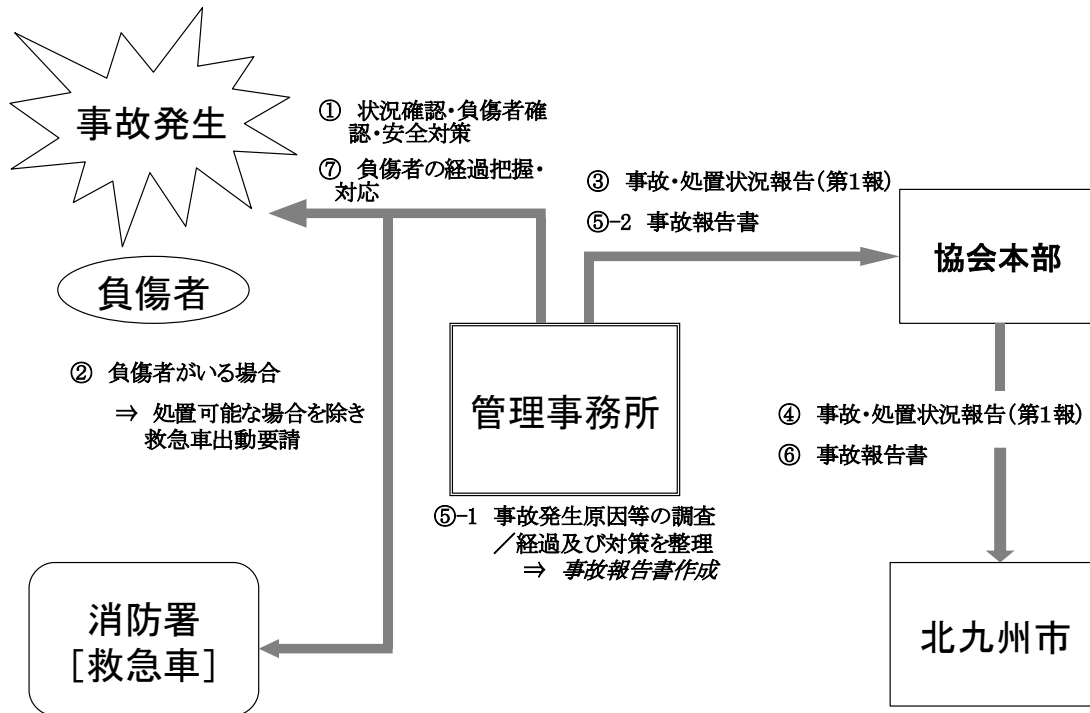 事故発生
① 状況確認・負傷者確
認・安全対策
⑦ 負傷者の経過把握・
対応
③ 事故・処置状況報告(第1報)
⑤-2 事故報告書
協会本部
負傷者
② 負傷者がいる場合
⇒ 処置可能な場合を除き
救急車出動要請
管理事務所
④ 事故・処置状況報告(第1報)
⑥ 事故報告書
⑤-1 事故発生原因等の調査
/経過及び対策を整理
⇒ 事故報告書作成
消防署
[救急車]
北九州市